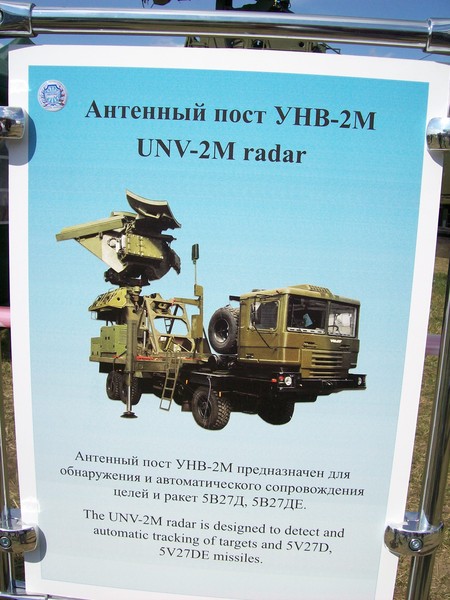 Антенный пост УНВ-2М
UNV-2M radar
Антенный пост УНВ-2М предназначен для
обнаружения и автоматического сопровождения
целей и ракет 5В27Д, 5В27ДЕ.
The UNV-2M radar is designed to detect and
automatic tracking of targets and 5V27D,
5V27DE missiles.